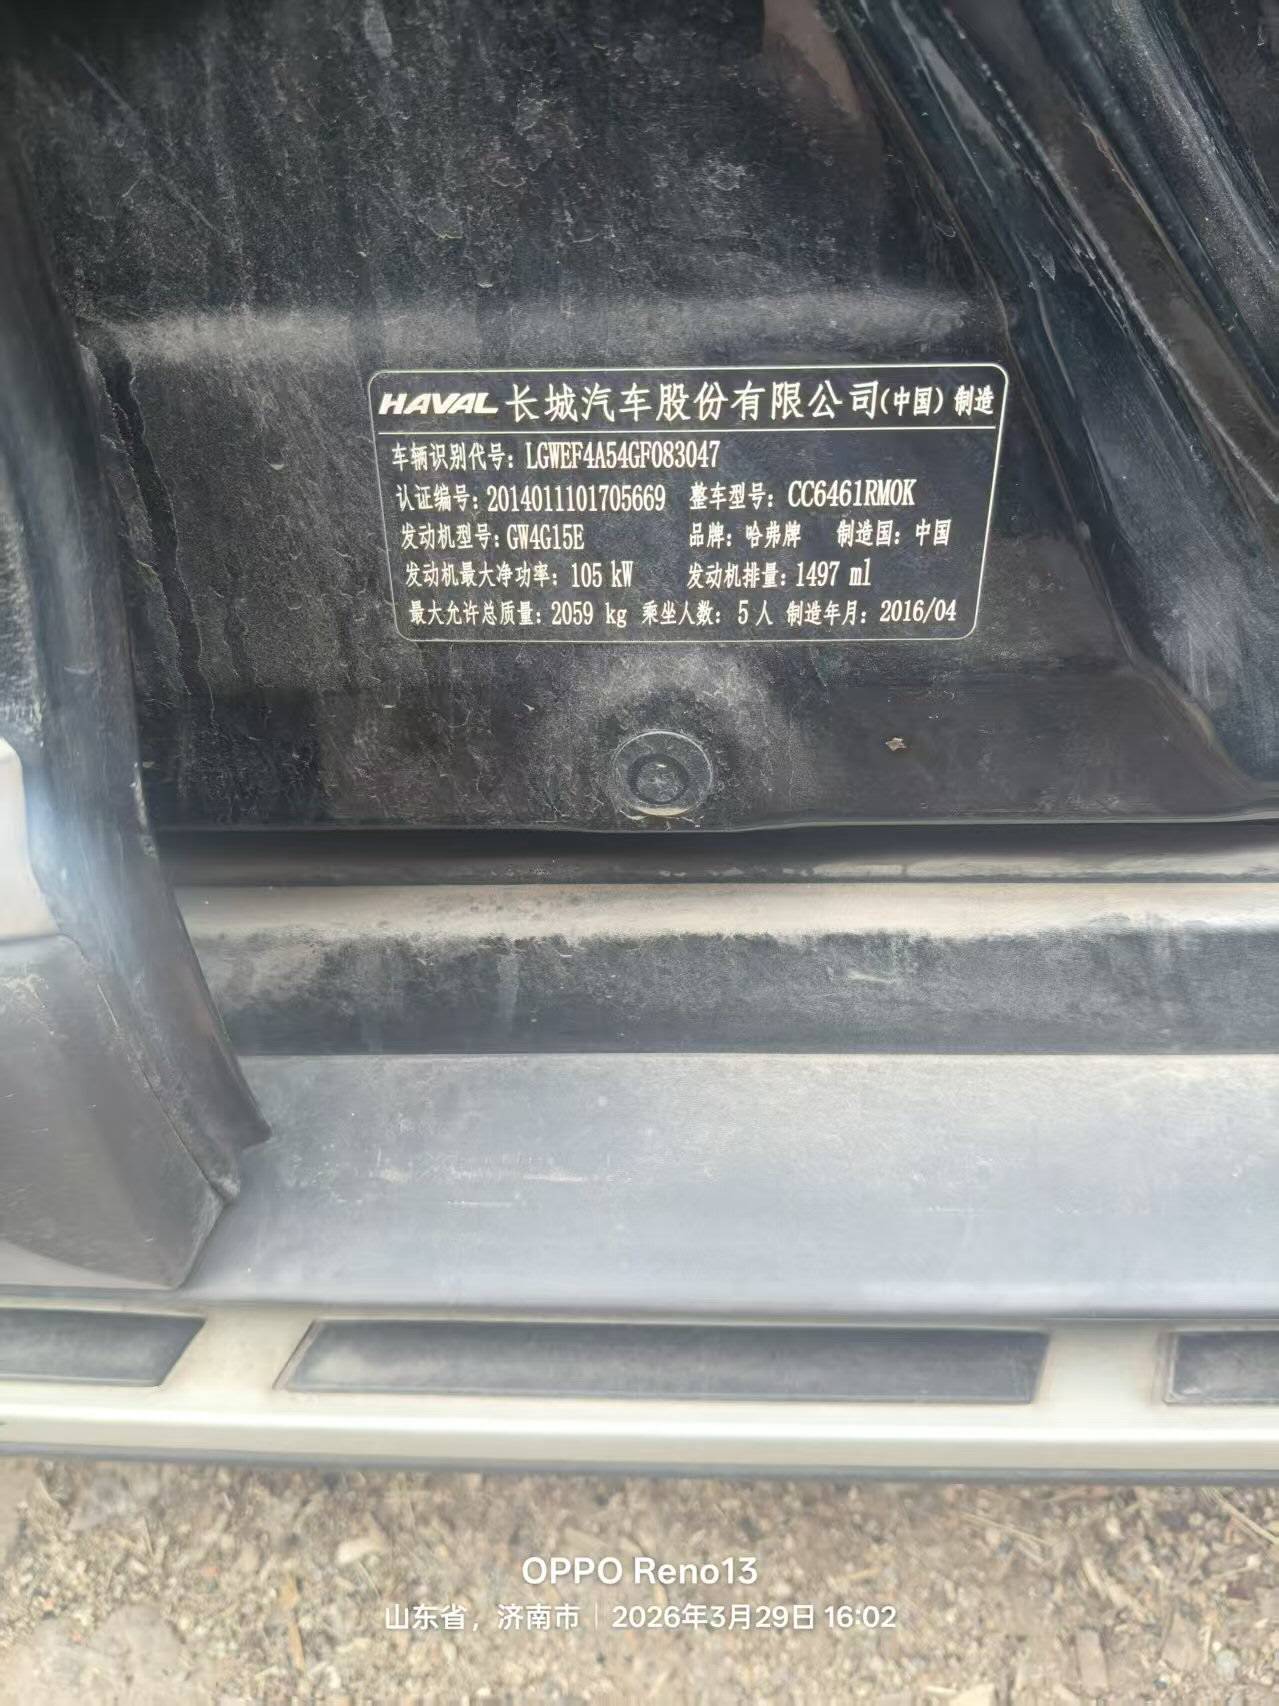 HAVAL 长城汽车股份有限公司(中国) 制造
车辆识别代号: LGWEF4A54GF083047
认证编号: 2014011101705669 整车型号: CC6461RM0K
发动机型号: GW4G15E 品牌: 哈弗牌 制造国: 中国
发动机最大净功率: 105 kW 发动机排量: 1497 ml
最大允许总质量: 2059 kg 乘坐人数: 5 人 制造年月: 2016/04
OPPO Reno13
山东省, 济南市 | 2026年3月29日 16:02